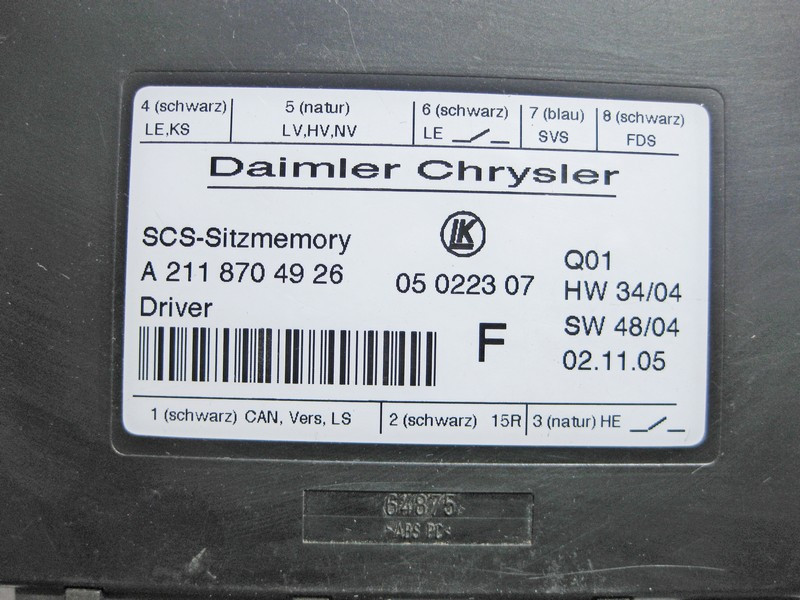 4 (schwarz) 5 (natur) 6 (schwarz) 7 (blau) 8 (schwarz)
LE,KS LV,HV,NV LE SVS FDS
Daimler Chrysler
SCS-Sitzmemory
LK
Q01
A 211 870 49 26 05 0223 07 HW 34/04
Driver SW 48/04
F
02.11.05
1 (schwarz) CAN, Vers, LS 2 (schwarz) 15R 3 (natur) HE
64875
>ABS PC<